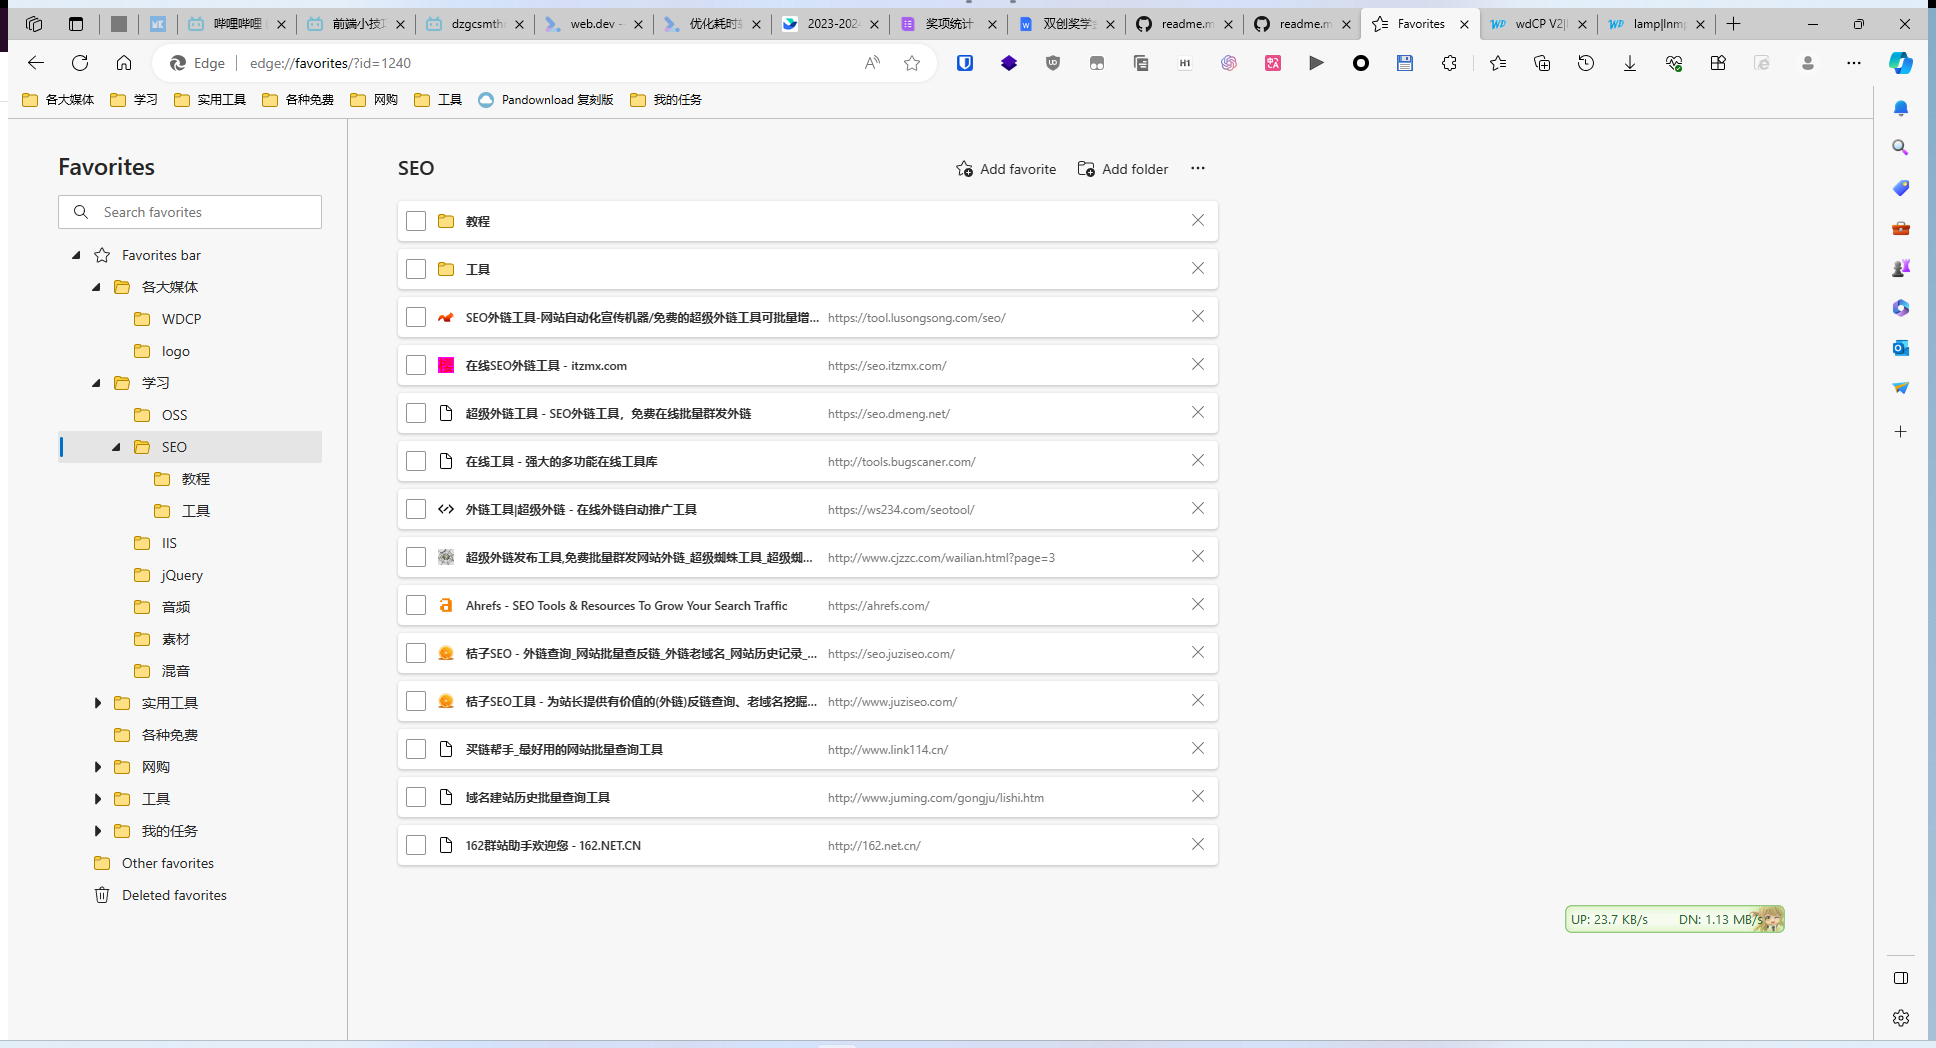 哔哩哔哩
前端小技
dzgcsmth
web.dev
优化耗时
2023-202
奖项统计
双创奖学
readme.m
readme.m
Favorites
wdCP V2|
lamp|lnm
Edge
edge://favorites/?id=1240
各大媒体
学习
实用工具
各种免费
网购
工具
Pandownload 复刻版
我的任务
Favorites
Search favorites
Favorites bar
各大媒体
WDCP
logo
学习
OSS
SEO
教程
工具
IIS
jQuery
音频
素材
混音
实用工具
各种免费
网购
工具
我的任务
Other favorites
Deleted favorites
SEO
Add favorite
Add folder
教程
工具
SEO外链工具-网站自动化宣传机器/免费的超级外链工具可批量增... https://tool.lusongsong.com/seo/
在线SEO外链工具 - itzmx.com https://seo.itzmx.com/
超级外链工具 - SEO外链工具，免费在线批量群发外链 https://seo.dmeng.net/
在线工具 - 强大的多功能在线工具库 http://tools.bugscaner.com/
外链工具|超级外链 - 在线外链自动推广工具 https://ws234.com/seotool/
超级外链发布工具,免费批量群发网站外链_超级蜘蛛工具_超级蜘... http://www.cjzzc.com/wailian.html?page=3
Ahrefs - SEO Tools & Resources To Grow Your Search Traffic https://ahrefs.com/
桔子SEO - 外链查询_网站批量查反链_外链老域名_网站历史记录_... https://seo.juziseo.com/
桔子SEO工具 - 为站长提供有价值的(外链)反链查询、老域名挖掘... http://www.juziseo.com/
买链帮手_最好用的网站批量查询工具 http://www.link114.cn/
域名建站历史批量查询工具 http://www.juming.com/gongju/lishi.htm
162群站助手欢迎您 - 162.NET.CN http://162.net.cn/
UP: 23.7 KB/s DN: 1.13 MB/s